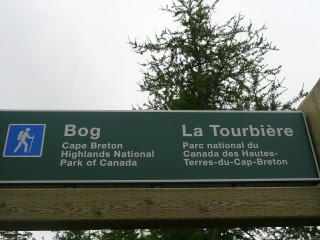 Bog
Cape Breton
Highlands National
Park of Canada
La Tourbière
Parc national du
Canada des Hautes-
Terres-du-Cap-Breton